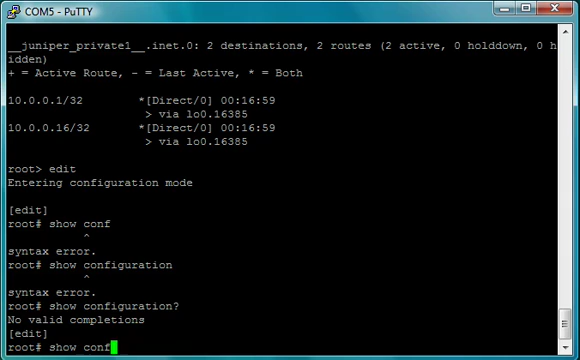 COM5 - PuTTY
__juniper_private1__.inet.0: 2 destinations, 2 routes (2 active, 0 holddown, 0 h
idden)
+ = Active Route, - = Last Active, * = Both
10.0.0.1/32 *[Direct/0] 00:16:59
> via lo0.16385
10.0.0.16/32 *[Direct/0] 00:16:59
> via lo0.16385
root> edit
Entering configuration mode
[edit]
root# show conf
^
syntax error.
root# show configuration
^
syntax error.
root# show configuration?
No valid completions
[edit]
root# show conf